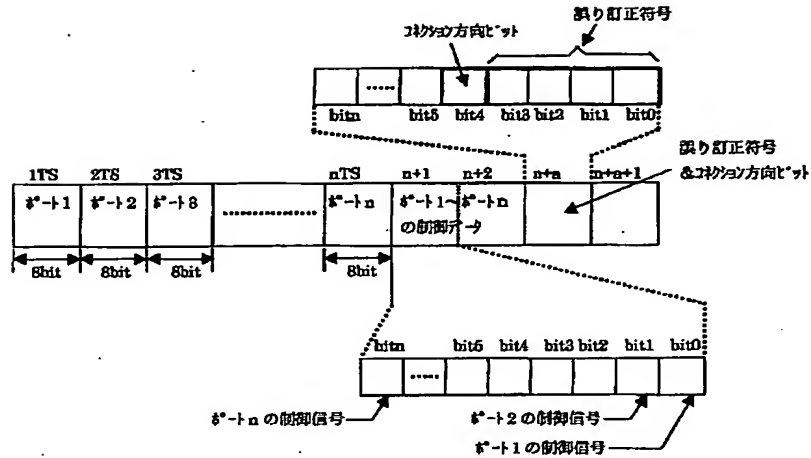 誤り訂正符号
ｺﾈｸｼｮﾝ方向ﾋﾞｯﾄ
bitn bit5 bit4 bit3 bit2 bit1 bit0
誤り訂正符号
&ｺﾈｸｼｮﾝ方向ﾋﾞｯﾄ
1TS 2TS 3TS nTS n+1 n+2 n+a n+a+1
ﾎﾟｰﾄ1 ﾎﾟｰﾄ2 ﾎﾟｰﾄ3 ﾎﾟｰﾄn ﾎﾟｰﾄ1～ﾎﾟｰﾄn
の制御データ
8bit 8bit 8bit 8bit
bitn bit5 bit4 bit3 bit2 bit1 bit0
ﾎﾟｰﾄnの制御信号
ﾎﾟｰﾄ2の制御信号
ﾎﾟｰﾄ1の制御信号